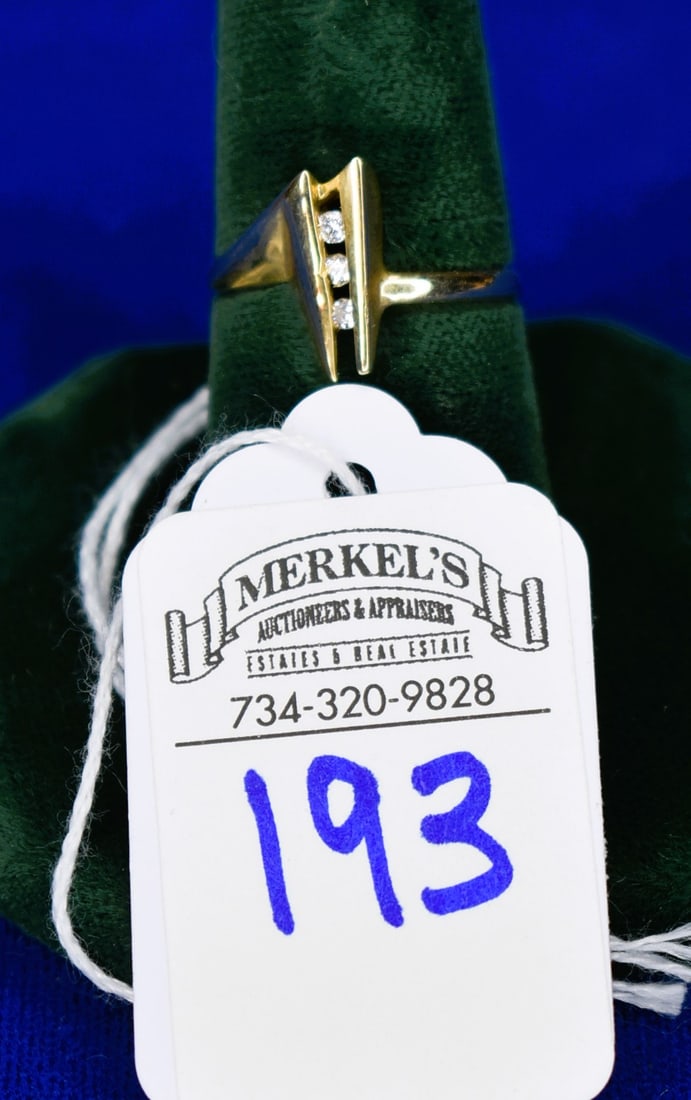 MERKEL'S
AUCTIONEERS & APPRAISERS
ESTATES & REAL ESTATE
734-320-9828
193